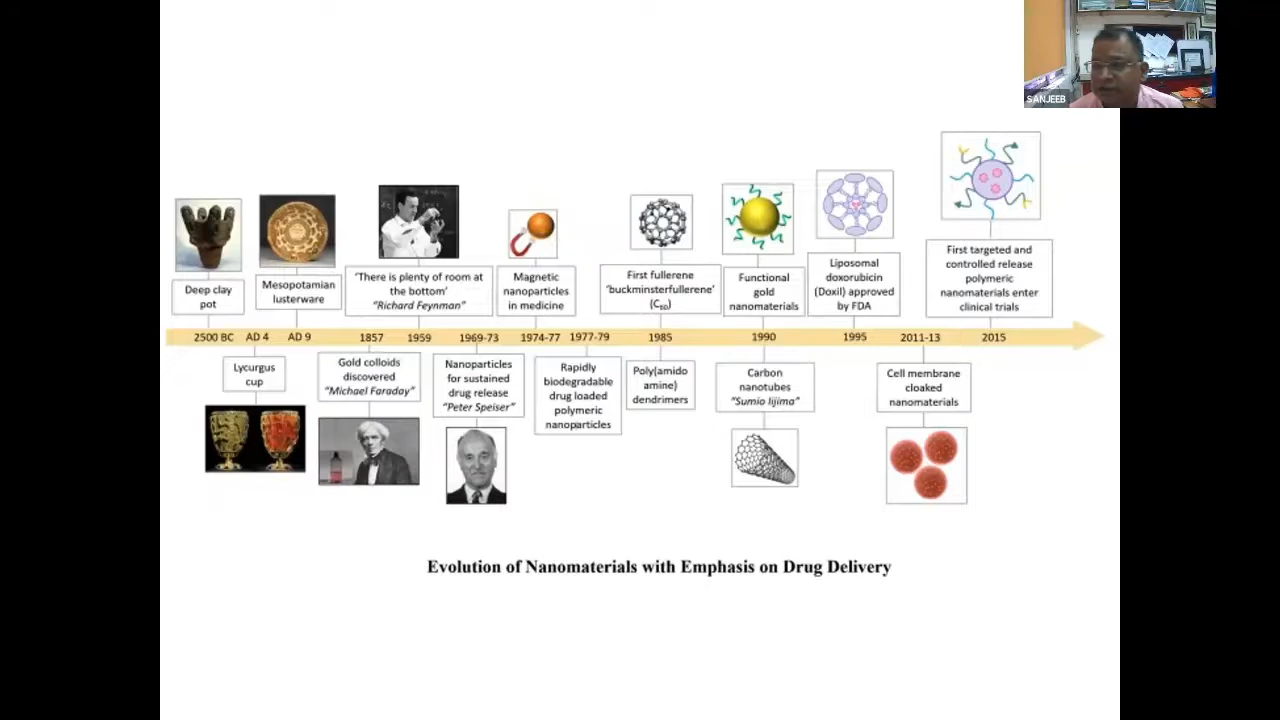 SANJEEB
Deep clay
pot
Mesopotamian
lusterware
'There is plenty of room at
the bottom'
"Richard Feynman"
Magnetic
nanoparticles
in medicine
First fullerene
'buckminsterfullerene'
(C60)
Functional
gold
nanomaterials
Liposomal
doxorubicin
(Doxil) approved
by FDA
First targeted and
controlled release
polymeric
nanomaterials enter
clinical trials
2500 BC AD 4 AD 9 1857 1959 1969-73 1974-77 1977-79 1985 1990 1995 2011-13 2015
Lycurgus
cup
Gold colloids
discovered
"Michael Faraday"
Nanoparticles
for sustained
drug release
"Peter Speiser"
Rapidly
biodegradable
drug loaded
polymeric
nanoparticles
Poly(amido
amine)
dendrimers
Carbon
nanotubes
"Sumio Iijima"
Cell membrane
cloaked
nanomaterials
Evolution of Nanomaterials with Emphasis on Drug Delivery